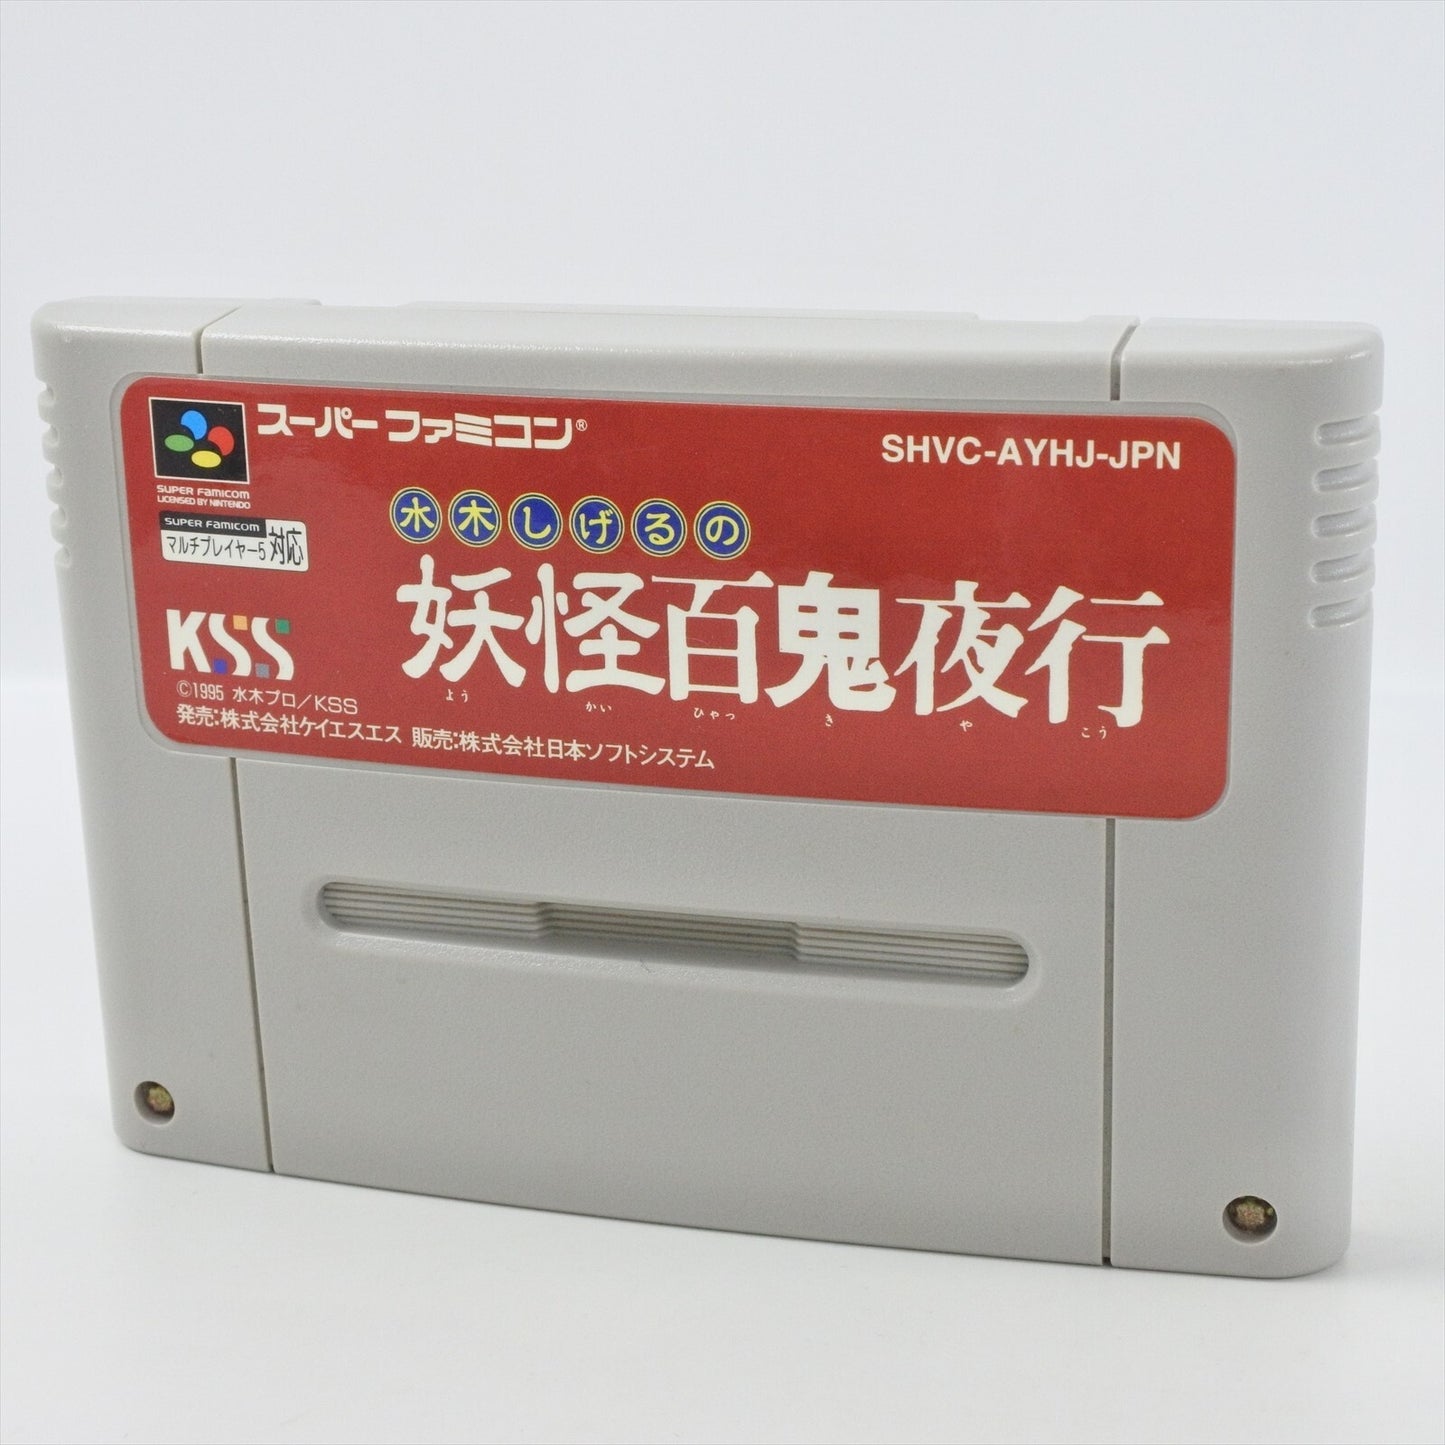 スーパーファミコン®
SHVC-AYHJ-JPN
SUPER FAMICOM
LICENSED BY NINTENDO
SUPER FAMICOM
マルチプレイヤー5 対応
水木しげるの
妖怪百鬼夜行
よう かい ひゃっ き や こう
KSS
©1995 水木プロ/KSS
発売:株式会社ケイエスエス 販売:株式会社日本ソフトシステム